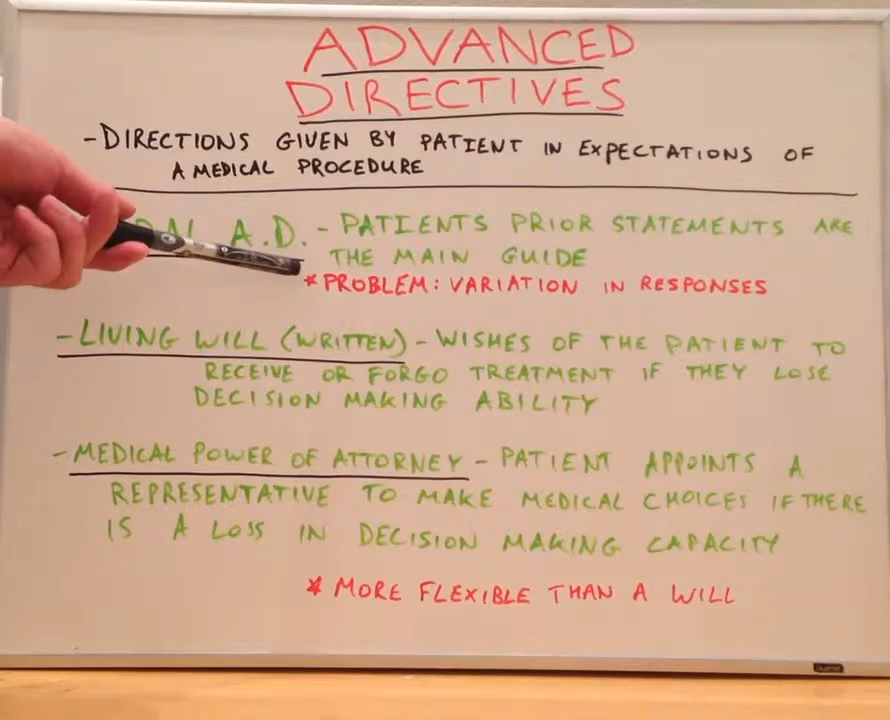 ADVANCED
DIRECTIVES
- DIRECTIONS GIVEN BY PATIENT IN EXPECTATIONS OF
A MEDICAL PROCEDURE
A.D. - PATIENTS PRIOR STATEMENTS ARE
THE MAIN GUIDE
* PROBLEM: VARIATION IN RESPONSES
- LIVING WILL (WRITTEN) - WISHES OF THE PATIENT TO
RECEIVE OR FORGO TREATMENT IF THEY LOSE
DECISION MAKING ABILITY
- MEDICAL POWER OF ATTORNEY - PATIENT APPOINTS A
REPRESENTATIVE TO MAKE MEDICAL CHOICES IF THERE
IS A LOSS IN DECISION MAKING CAPACITY
* MORE FLEXIBLE THAN A WILL